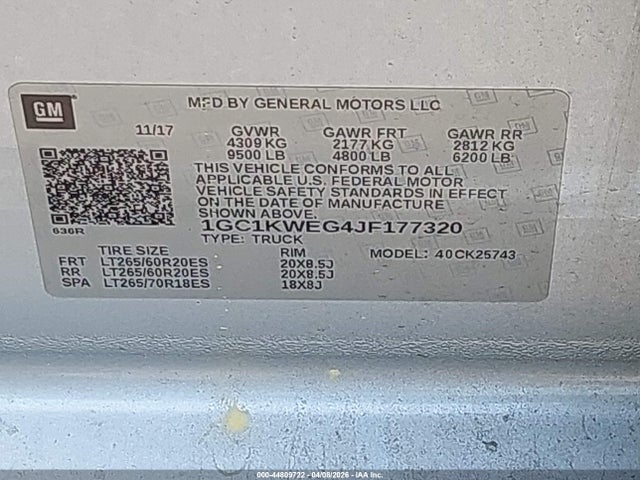 GM
MFD BY GENERAL MOTORS LLC
11/17 GVWR GAWR FRT GAWR RR
4309 KG 2177 KG 2812 KG
9500 LB 4800 LB 6200 LB
THIS VEHICLE CONFORMS TO ALL
APPLICABLE U.S. FEDERAL MOTOR
VEHICLE SAFETY STANDARDS IN EFFECT
ON THE DATE OF MANUFACTURE
SHOWN ABOVE.
636R 1GC1KWEG4JF177320
TYPE: TRUCK
TIRE SIZE RIM MODEL: 40CK25743
FRT LT265/60R20ES 20X8.5J
RR LT265/60R20ES 20X8.5J
SPA LT265/70R18ES 18X8J
000-44809722 - 04/08/2026 - IAA Inc.